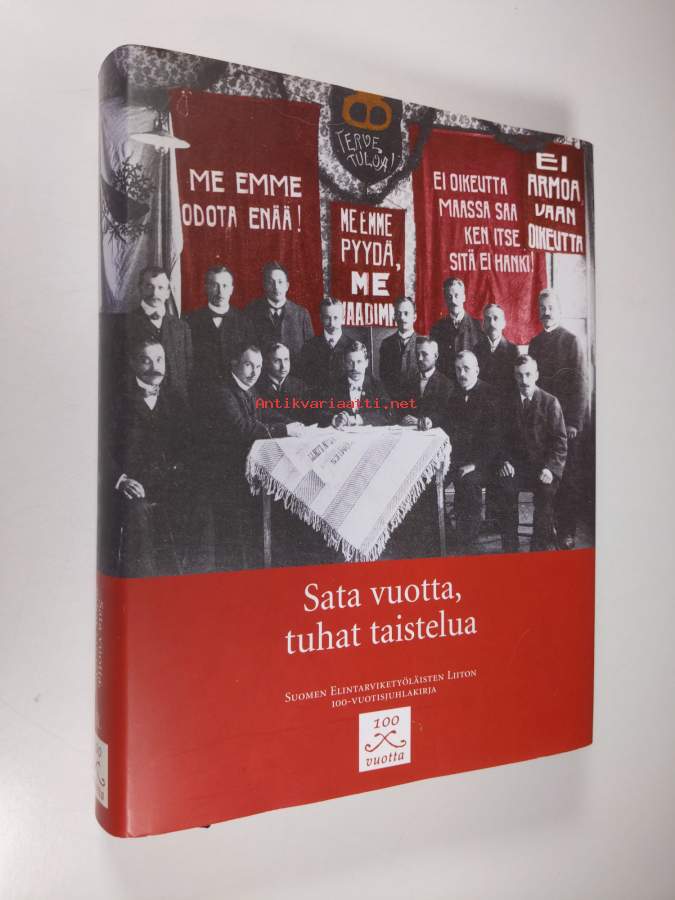 TERVE
TULOA!
ME EMME
ODOTA ENÄÄ!
ME EMME
PYYDÄ,
ME
VAADIMM
EI OIKEUTTA
MAASSA SAA
KEN ITSE
SITÄ EI HANKI!
EI
ARMOA
VAAN
OIKEUTTA
Antikvariaatti.net
Sata vuotta,
tuhat taistelua
SUOMEN ELINTARVIKETYÖLÄISTEN LIITON
100-VUOTISJUHLAKIRJA
100
vuotta
Sata vuotta,
100